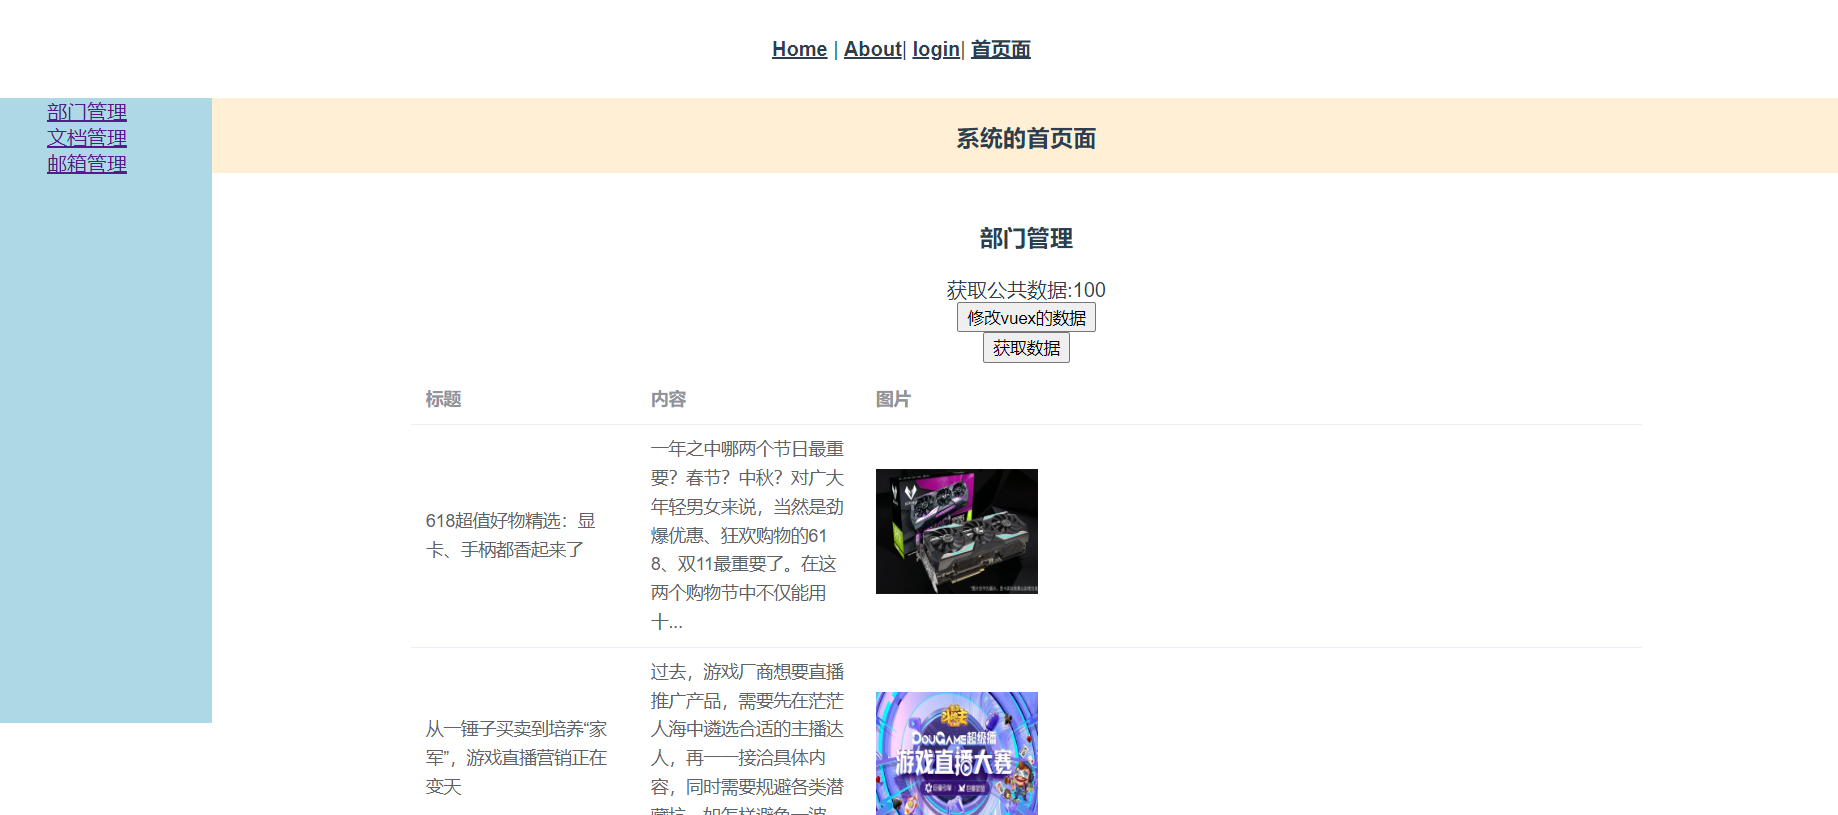 Home | About| login| 首页面
部门管理
文档管理
邮箱管理
系统的首页面
部门管理
获取公共数据:100
修改vuex的数据
获取数据
标题 内容 图片
618超值好物精选：显
卡、手柄都香起来了
一年之中哪两个节日最重
要？春节？中秋？对广大
年轻男女来说，当然是劲
爆优惠、狂欢购物的61
8、双11最重要了。在这
两个购物节中不仅能用
十...
从一锤子买卖到培养“家
军”，游戏直播营销正在
变天
过去，游戏厂商想要直播
推广产品，需要先在茫茫
人海中遴选合适的主播达
人，再一一接洽具体内
容，同时需要规避各类潜
藏坑。如怎样避免一波
DOUGAME超级播
游戏直播大赛